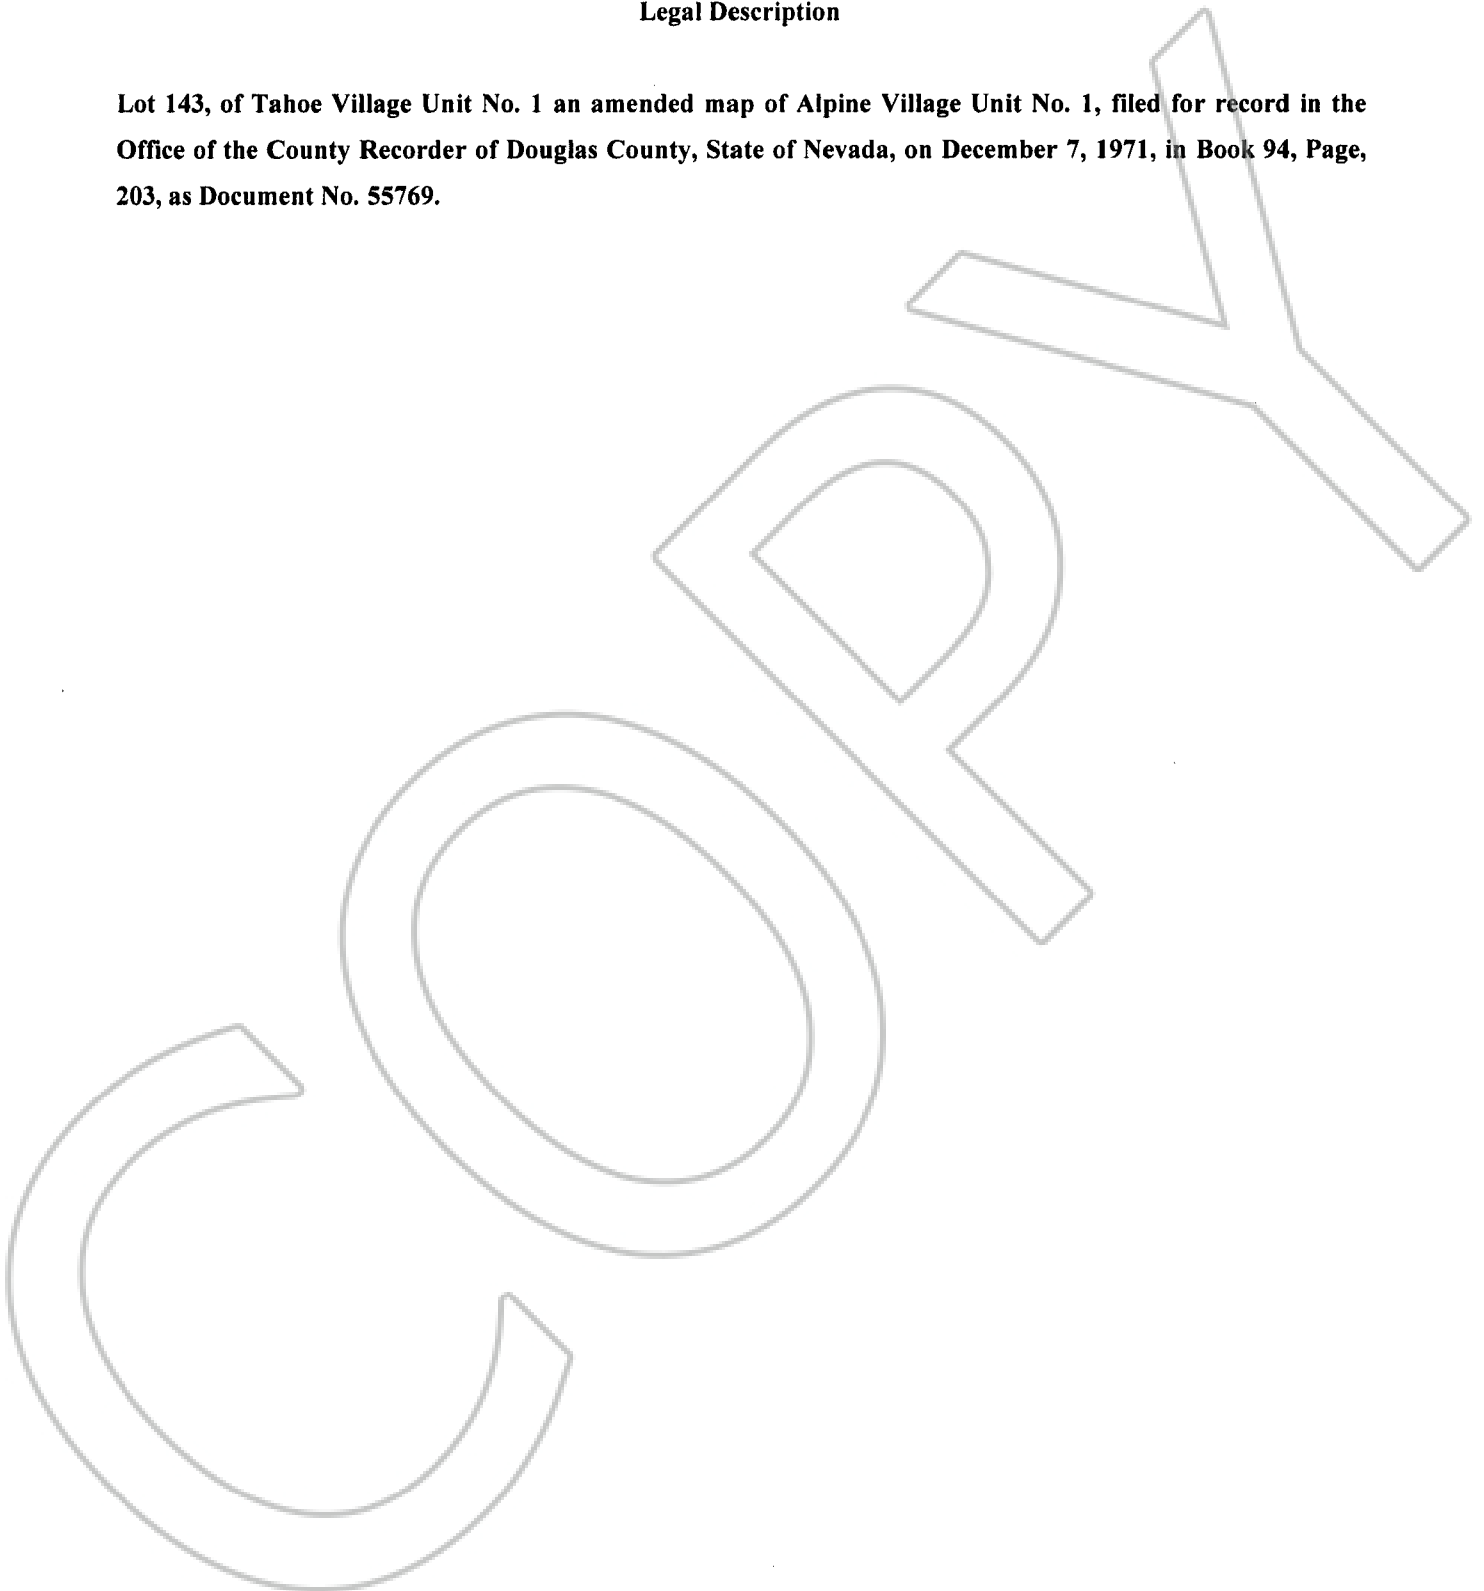 Legal Description
Lot 143, of Tahoe Village Unit No. 1 an amended map of Alpine Village Unit No. 1, filed for record in the
Office of the County Recorder of Douglas County, State of Nevada, on December 7, 1971, in Book 94, Page,
203, as Document No. 55769.
COPY